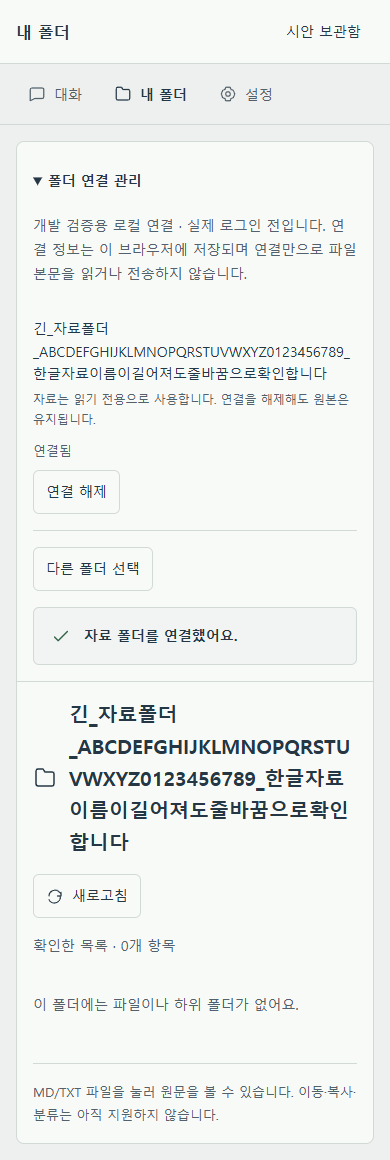 내 폴더
시안 보관함
대화
내 폴더
설정
▼ 폴더 연결 관리
개발 검증용 로컬 연결 · 실제 로그인 전입니다. 연
결 정보는 이 브라우저에 저장되며 연결만으로 파일
본문을 읽거나 전송하지 않습니다.
긴_자료폴더
_ABCDEFGHIJKLMNOPQRSTUVWXYZ0123456789_
한글자료이름이길어져도줄바꿈으로확인합니다
자료는 읽기 전용으로 사용합니다. 연결을 해제해도 원본은
유지됩니다.
연결됨
연결 해제
다른 폴더 선택
자료 폴더를 연결했어요.
긴_자료폴더
_ABCDEFGHIJKLMNOPQRSTU
VWXYZ0123456789_한글자료
이름이길어져도줄바꿈으로확인
합니다
새로고침
확인한 목록 · 0개 항목
이 폴더에는 파일이나 하위 폴더가 없어요.
MD/TXT 파일을 눌러 원문을 볼 수 있습니다. 이동·복사·
분류는 아직 지원하지 않습니다.